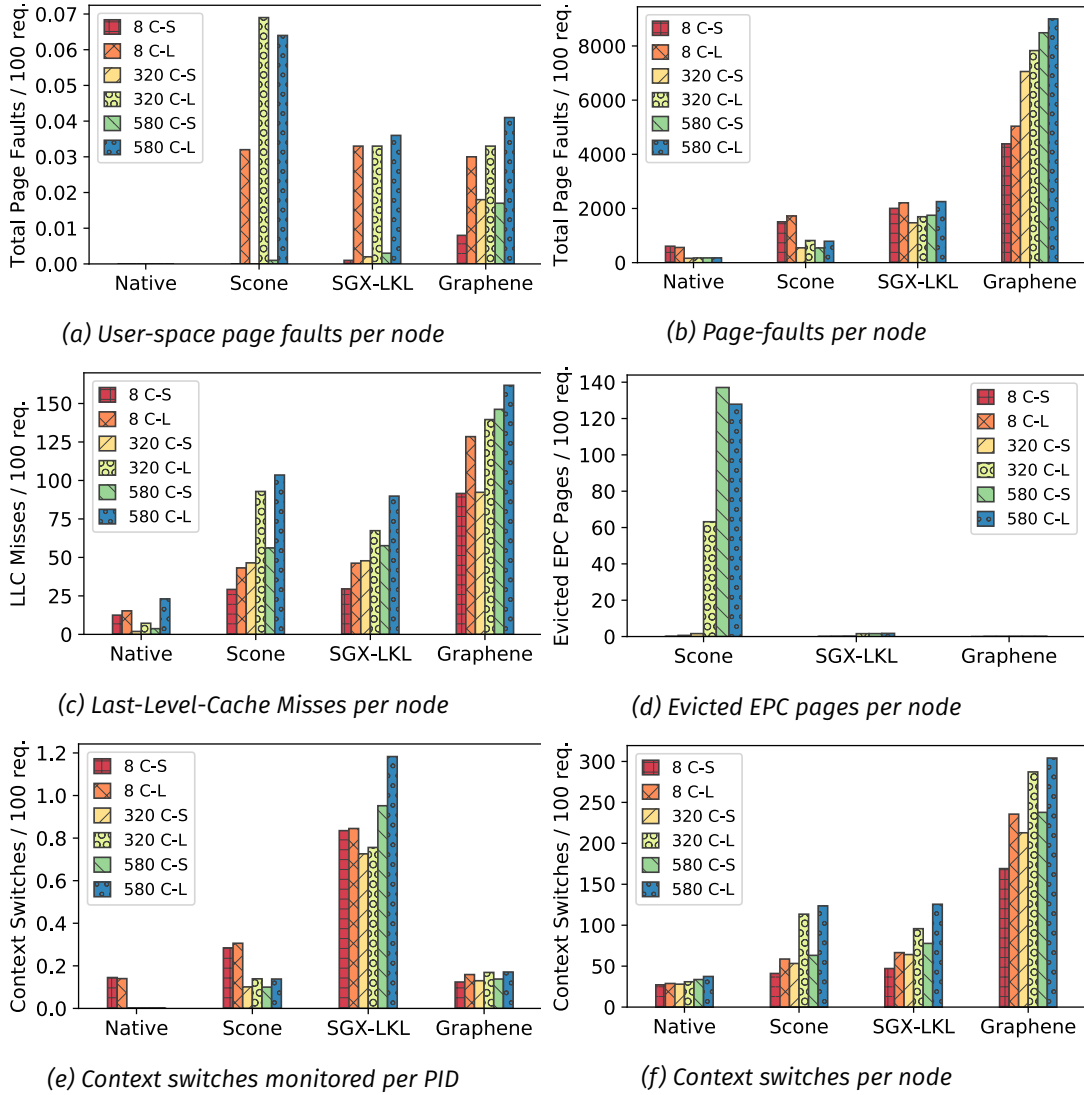 Total Page Faults / 100 req.
0.07
0.06
0.05
0.04
0.03
0.02
0.01
0.00
8 C-S
8 C-L
320 C-S
320 C-L
580 C-S
580 C-L
Native Scone SGX-LKL Graphene
(a) User-space page faults per node
Total Page Faults / 100 req.
8000
6000
4000
2000
0
8 C-S
8 C-L
320 C-S
320 C-L
580 C-S
580 C-L
Native Scone SGX-LKL Graphene
(b) Page-faults per node
LLC Misses / 100 req.
150
125
100
75
50
25
0
8 C-S
8 C-L
320 C-S
320 C-L
580 C-S
580 C-L
Native Scone SGX-LKL Graphene
(c) Last-Level-Cache Misses per node
Evicted EPC Pages / 100 req.
140
120
100
80
60
40
20
0
8 C-S
8 C-L
320 C-S
320 C-L
580 C-S
580 C-L
Scone SGX-LKL Graphene
(d) Evicted EPC pages per node
Context Switches / 100 req.
1.2
1.0
0.8
0.6
0.4
0.2
0.0
8 C-S
8 C-L
320 C-S
320 C-L
580 C-S
580 C-L
Native Scone SGX-LKL Graphene
(e) Context switches monitored per PID
Context Switches / 100 req.
300
250
200
150
100
50
0
8 C-S
8 C-L
320 C-S
320 C-L
580 C-S
580 C-L
Native Scone SGX-LKL Graphene
(f) Context switches per node